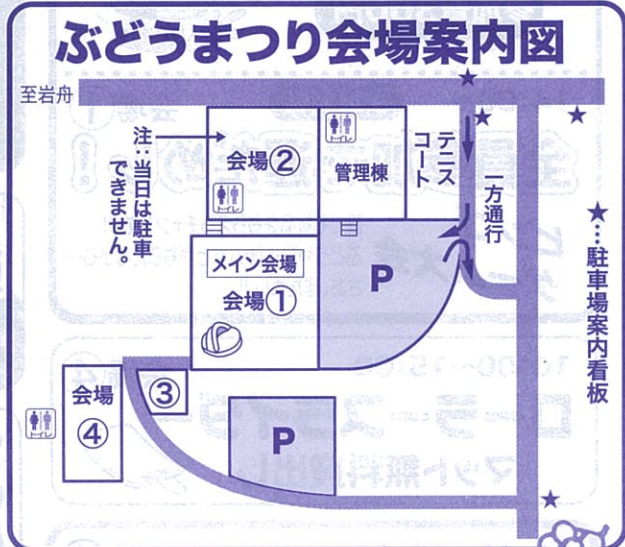 ぶどうまつり会場案内図
至岩舟
注:当日は駐車
できません。
会場②
トイレ
トイレ
管理棟
テニス
コート
一方通行
★…駐車場案内看板
メイン会場
会場①
P
③
会場
④
トイレ
P